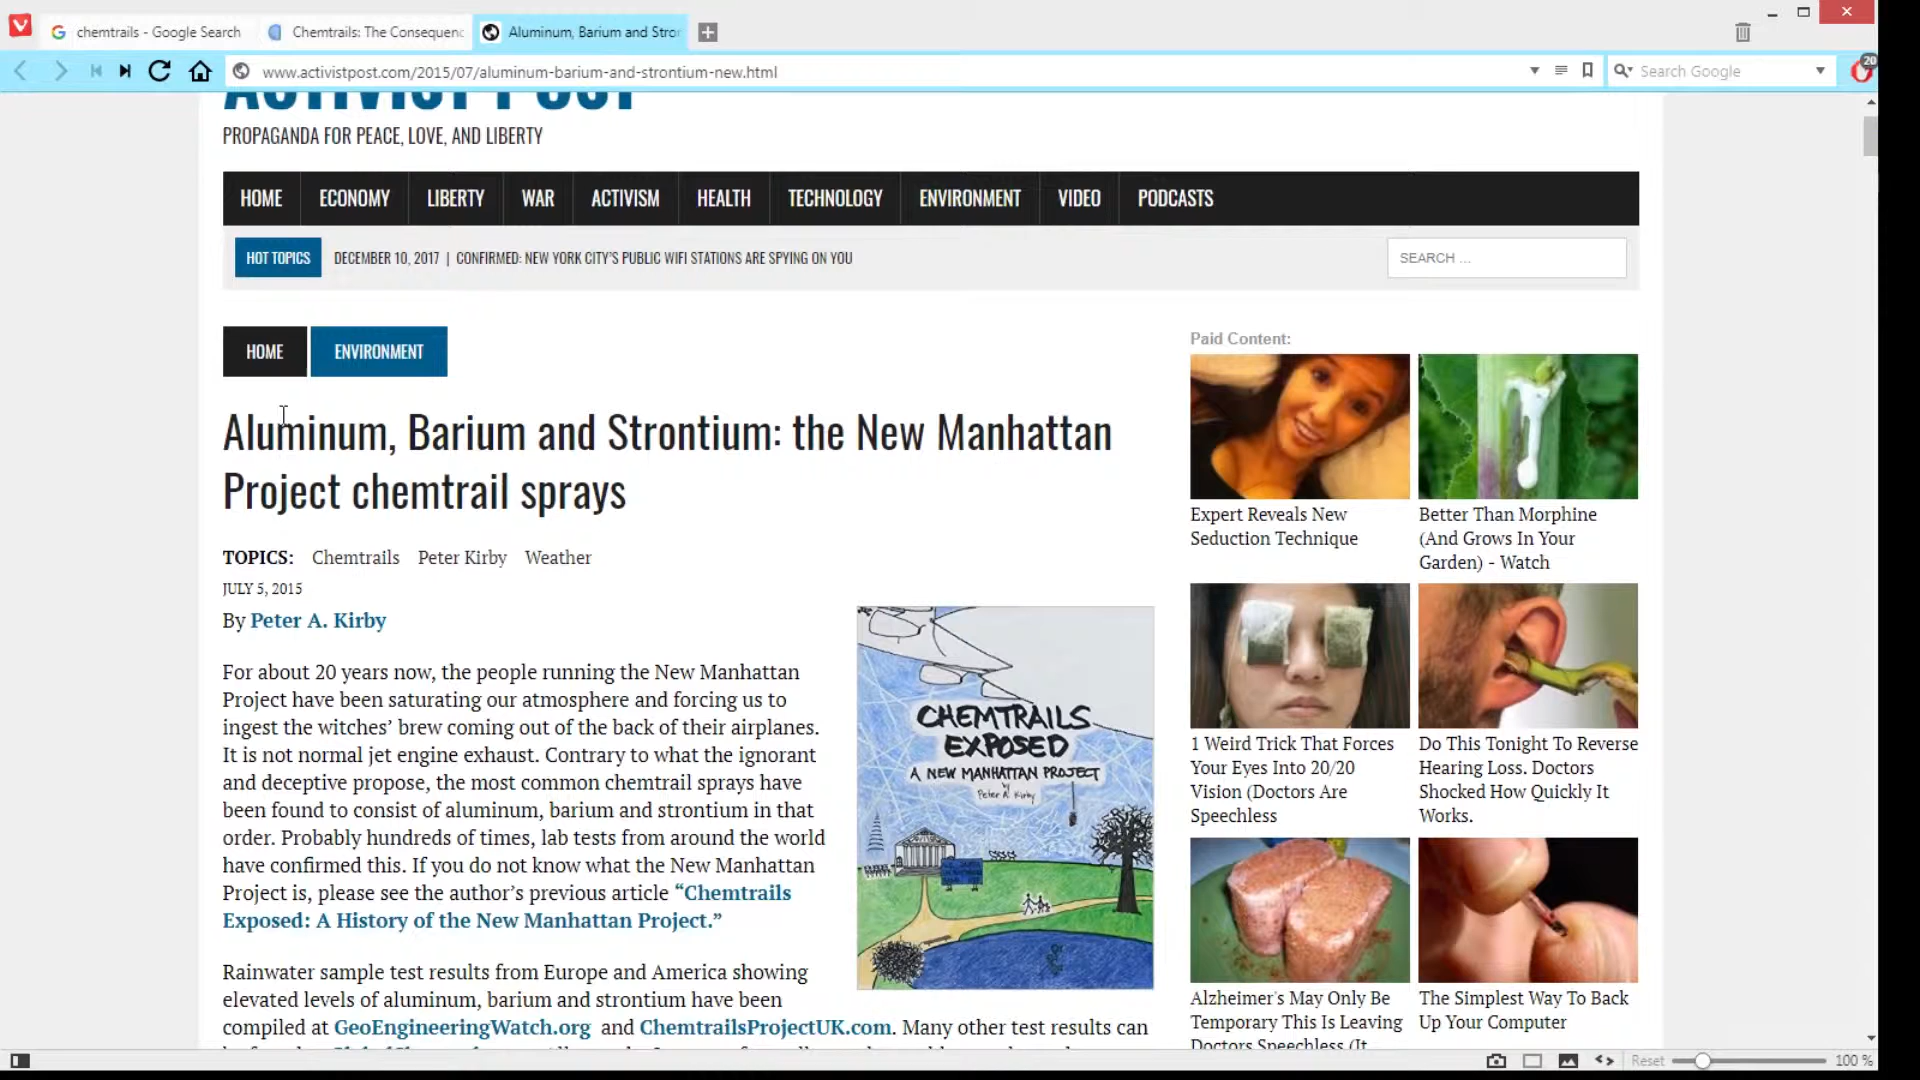 chemtrails - Google Search
Chemtrails: The Consequenc
Aluminum, Barium and Stror
www.activistpost.com/2015/07/aluminum-barium-and-strontium-new.html
Search Google
20
ACTIVIST POST
PROPAGANDA FOR PEACE, LOVE, AND LIBERTY
HOME ECONOMY LIBERTY WAR ACTIVISM HEALTH TECHNOLOGY ENVIRONMENT VIDEO PODCASTS
HOT TOPICS DECEMBER 10, 2017 | CONFIRMED: NEW YORK CITY'S PUBLIC WIFI STATIONS ARE SPYING ON YOU
SEARCH ...
HOME ENVIRONMENT
Aluminum, Barium and Strontium: the New Manhattan
Project chemtrail sprays
TOPICS: Chemtrails Peter Kirby Weather
JULY 5, 2015
By Peter A. Kirby
For about 20 years now, the people running the New Manhattan
Project have been saturating our atmosphere and forcing us to
ingest the witches’ brew coming out of the back of their airplanes.
It is not normal jet engine exhaust. Contrary to what the ignorant
and deceptive propose, the most common chemtrail sprays have
been found to consist of aluminum, barium and strontium in that
order. Probably hundreds of times, lab tests from around the world
have confirmed this. If you do not know what the New Manhattan
Project is, please see the author’s previous article “Chemtrails
Exposed: A History of the New Manhattan Project.”
CHEMTRAILS
EXPOSED
A NEW MANHATTAN PROJECT
by
Peter A. Kirby
Rainwater sample test results from Europe and America showing
elevated levels of aluminum, barium and strontium have been
compiled at GeoEngineeringWatch.org and ChemtrailsProjectUK.com. Many other test results can
Paid Content:
Expert Reveals New
Seduction Technique
Better Than Morphine
(And Grows In Your
Garden) - Watch
1 Weird Trick That Forces
Your Eyes Into 20/20
Vision (Doctors Are
Speechless
Do This Tonight To Reverse
Hearing Loss. Doctors
Shocked How Quickly It
Works.
Alzheimer's May Only Be
Temporary This Is Leaving
Doctors Speechless (It
The Simplest Way To Back
Up Your Computer
Reset
100 %